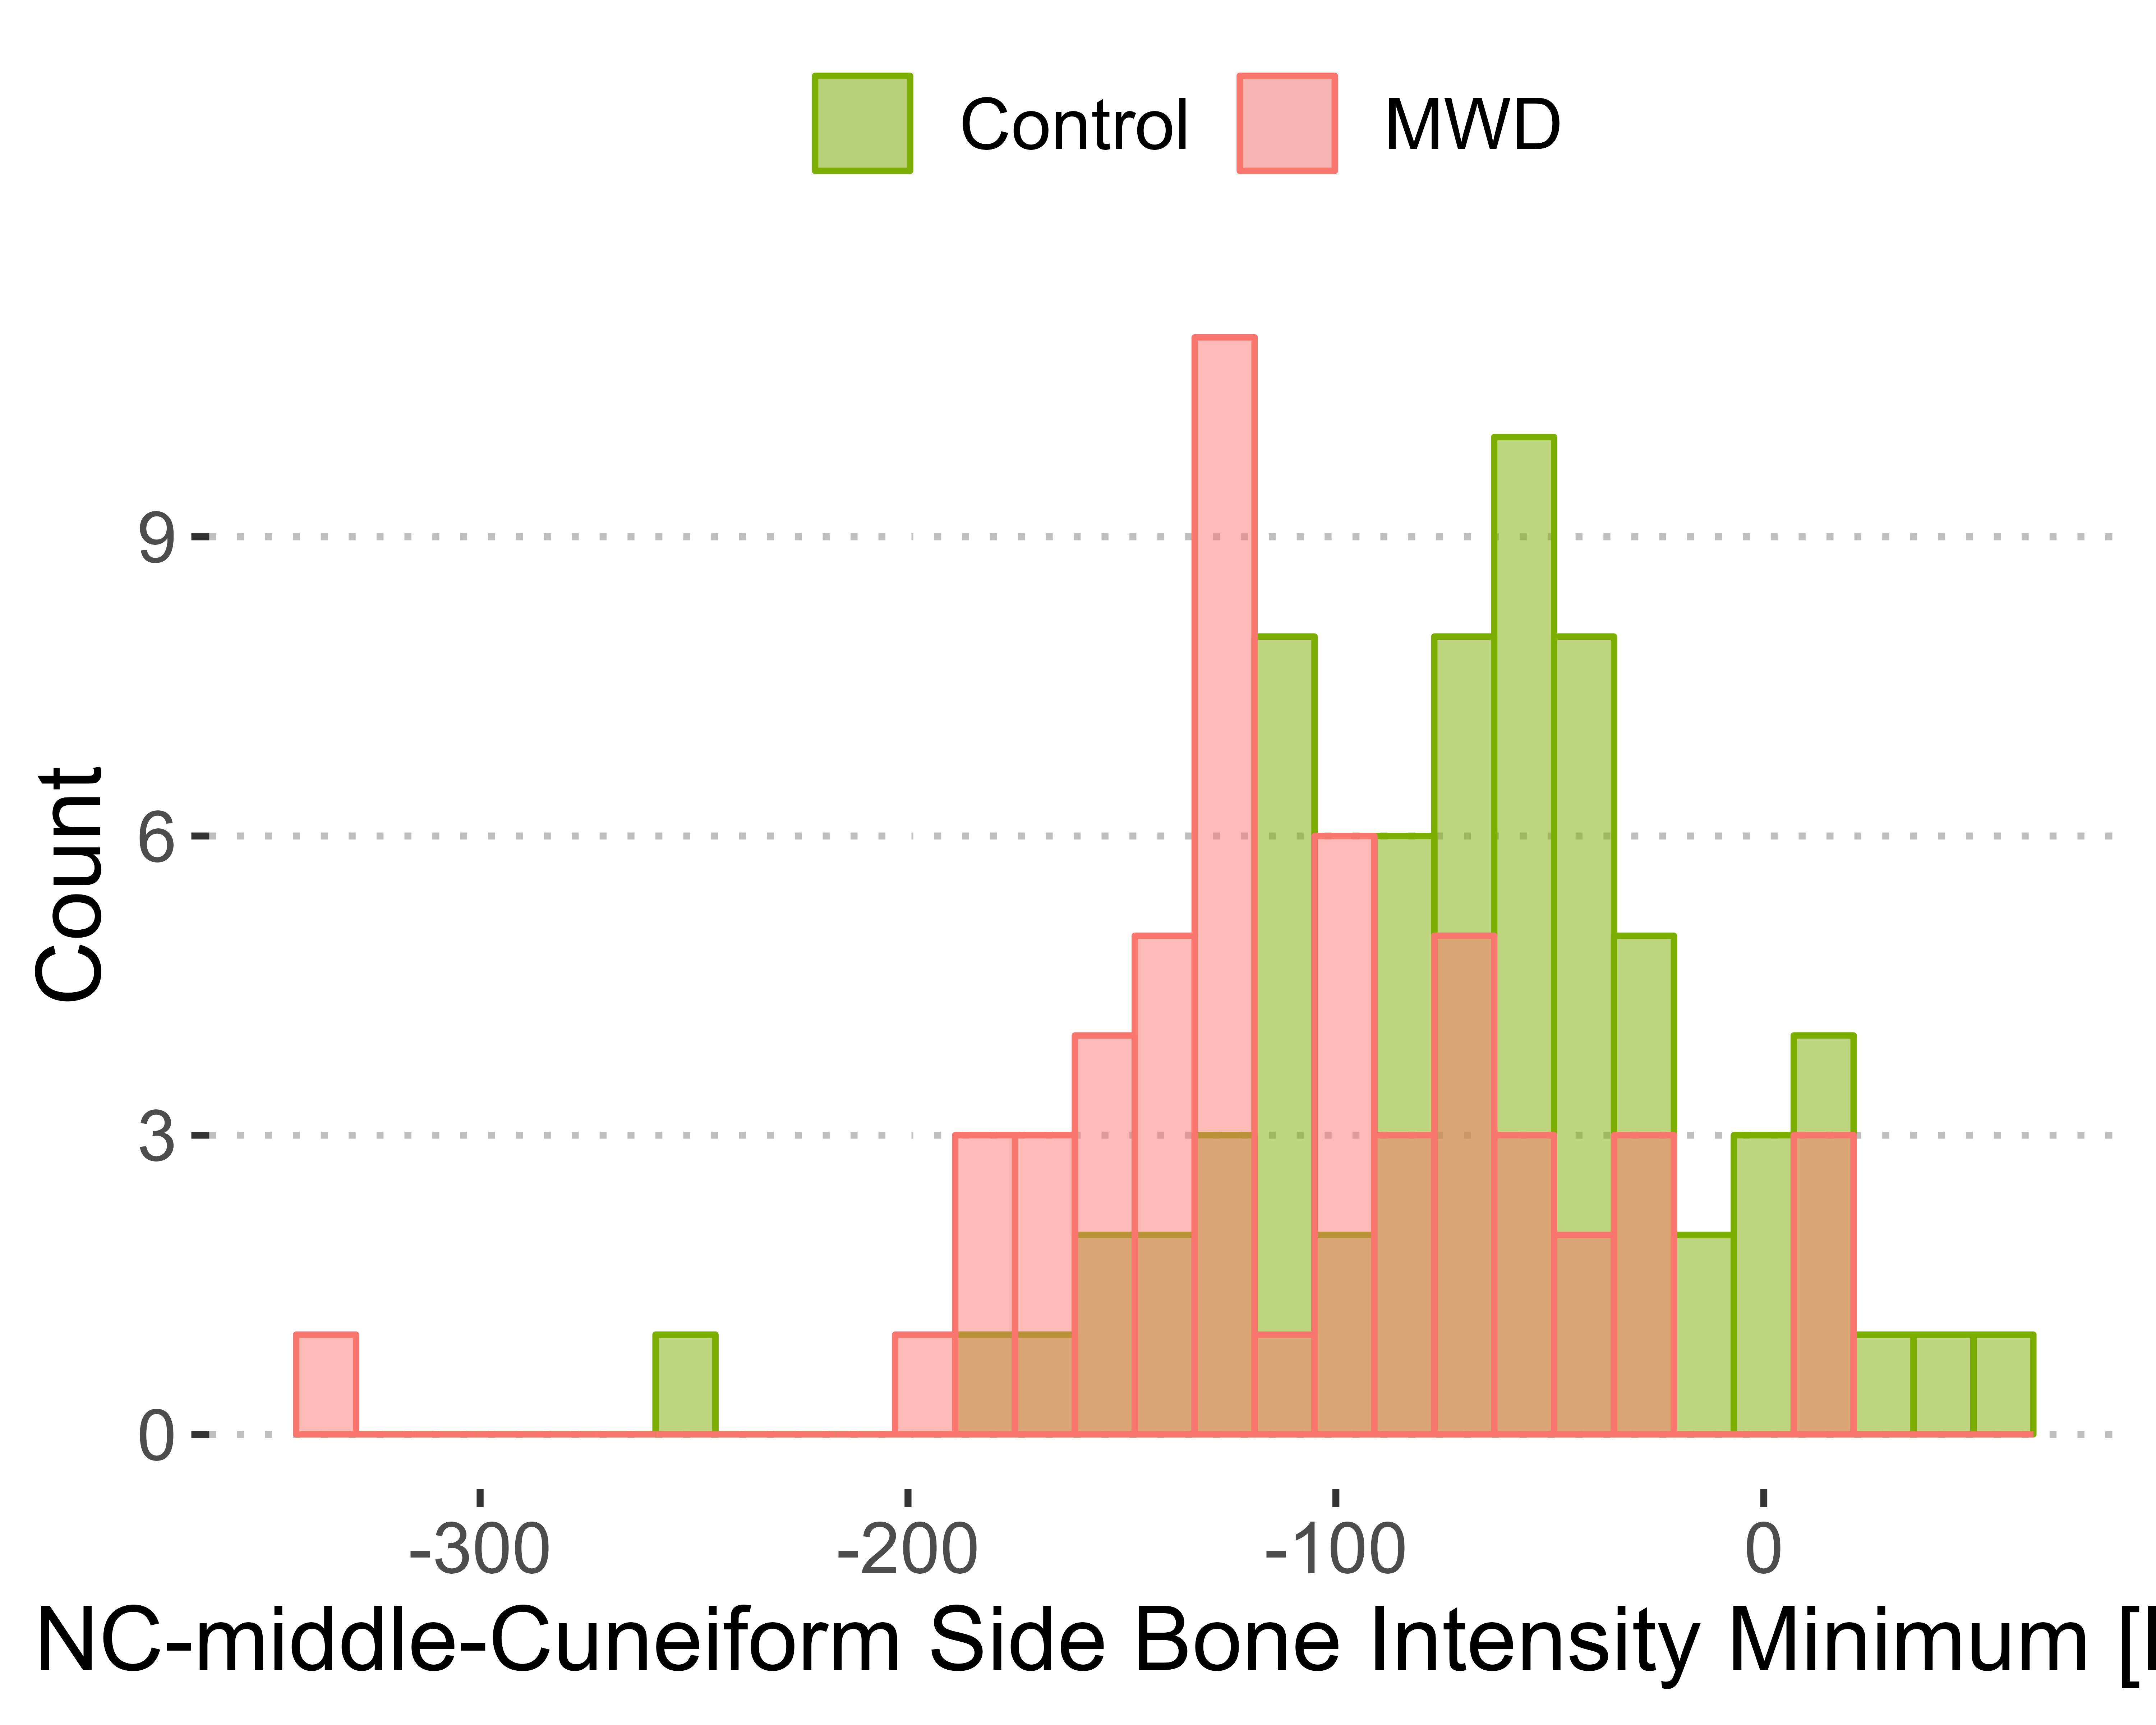 Control MWD
9
6
3
0
Count
-300 -200 -100 0
NC-middle-Cuneiform Side Bone Intensity Minimum [